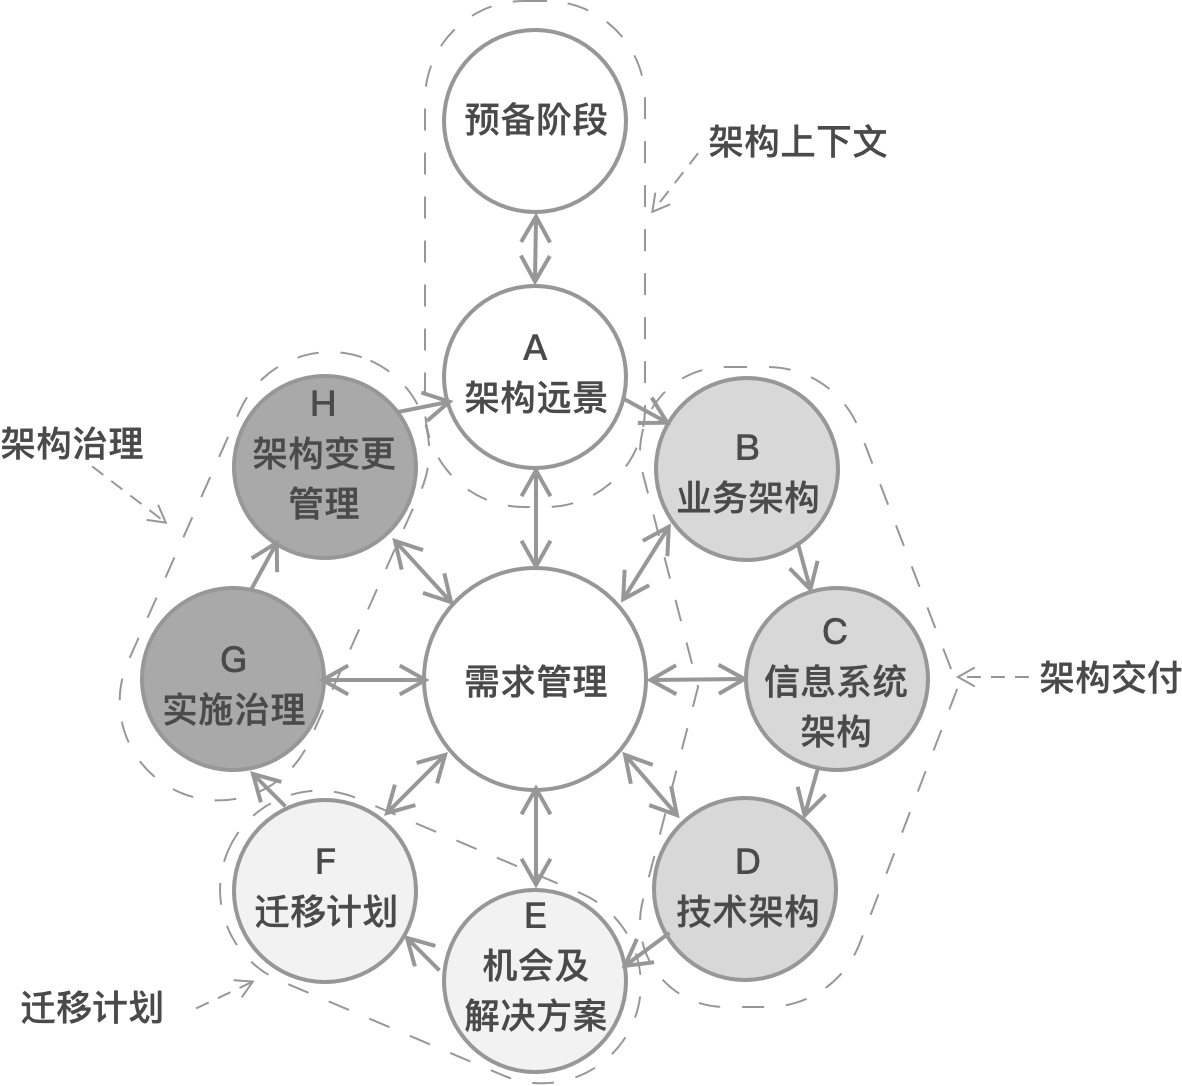 预备阶段
架构上下文
A
架构远景
H
架构变更
管理
架构治理
B
业务架构
G
实施治理
需求管理
C
信息系统
架构
架构交付
F
迁移计划
D
技术架构
E
机会及
解决方案
迁移计划